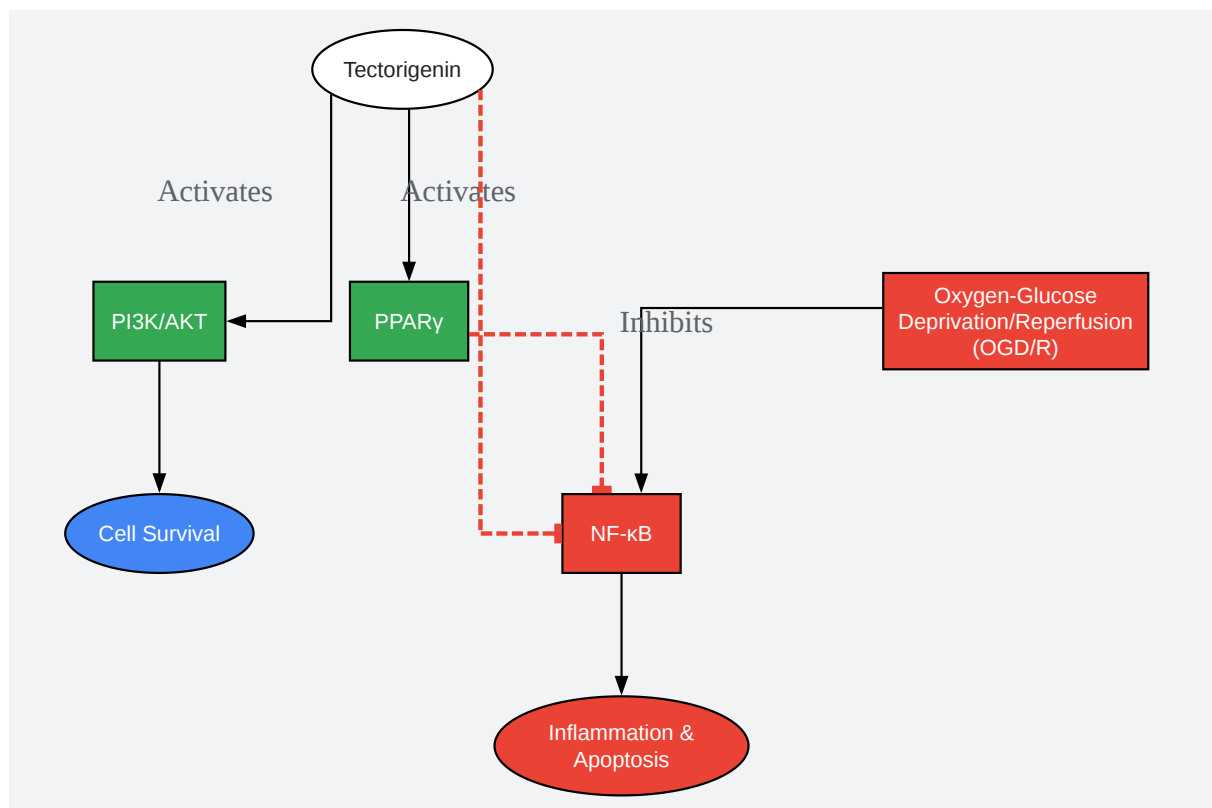 Tectorigenin
Activates
Activates
PI3K/AKT
PPARγ
Inhibits
Oxygen-Glucose
Deprivation/Reperfusion
(OGD/R)
Cell Survival
NF-κB
Inflammation &
Apoptosis